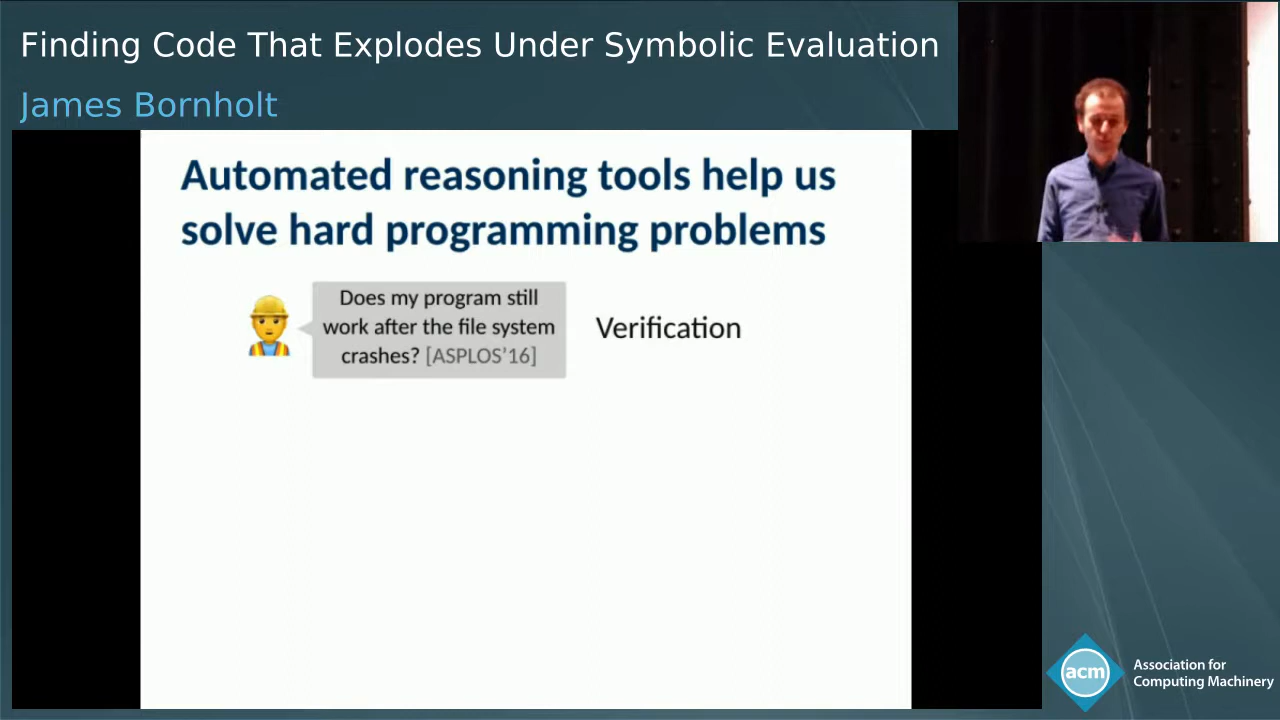 Finding Code That Explodes Under Symbolic Evaluation
James Bornholt
Automated reasoning tools help us
solve hard programming problems
Does my program still
work after the file system
crashes? [ASPLOS’16]
Verification
acm
Association for
Computing Machinery